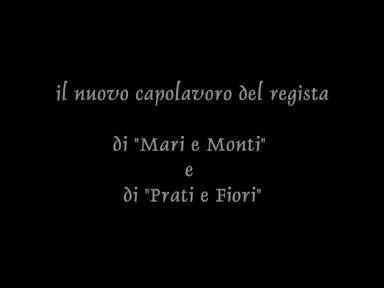 il nuovo capolavoro del regista
di "Mari e Monti"
e
di "Prati e Fiori"